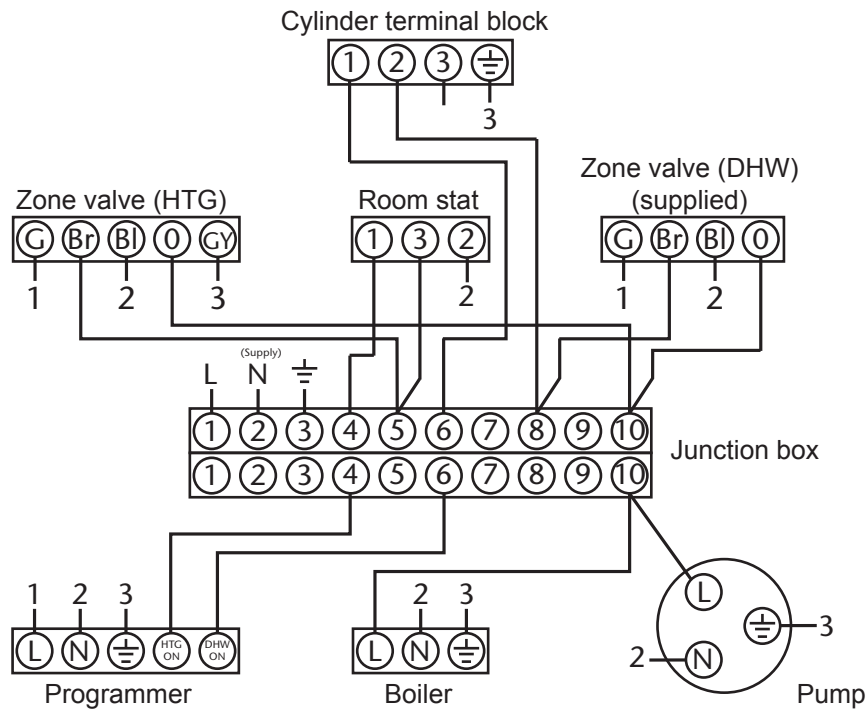 Cylinder terminal block
1 2 3
3
Zone valve (HTG)
G Br Bl 0 GY
1 2 3
Room stat
1 3 2
2
Zone valve (DHW)
(supplied)
G Br Bl 0
1 2
(Supply)
L N
1 2 3 4 5 6 7 8 9 10
Junction box
1 2 3 4 5 6 7 8 9 10
1 2 3
L N HTG ON DHW ON
Programmer
2 3
L N
Boiler
L
3
2 N
Pump